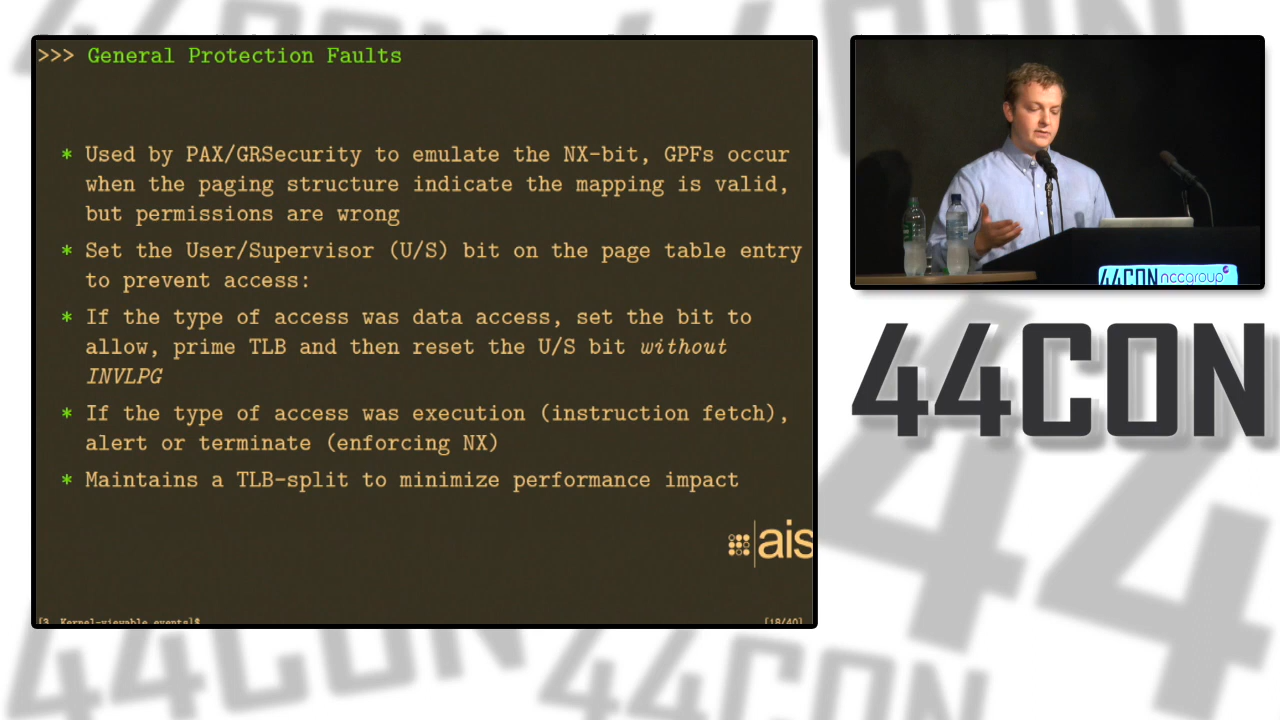 >>> General Protection Faults
* Used by PAX/GRSecurity to emulate the NX-bit, GPFs occur
when the paging structure indicate the mapping is valid,
but permissions are wrong
* Set the User/Supervisor (U/S) bit on the page table entry
to prevent access:
* If the type of access was data access, set the bit to
allow, prime TLB and then reset the U/S bit without
INVLPG
* If the type of access was execution (instruction fetch),
alert or terminate (enforcing NX)
* Maintains a TLB-split to minimize performance impact
ais
[3. Kernel-viewable events]$ [18/40]
44CON nccgroup
44CON